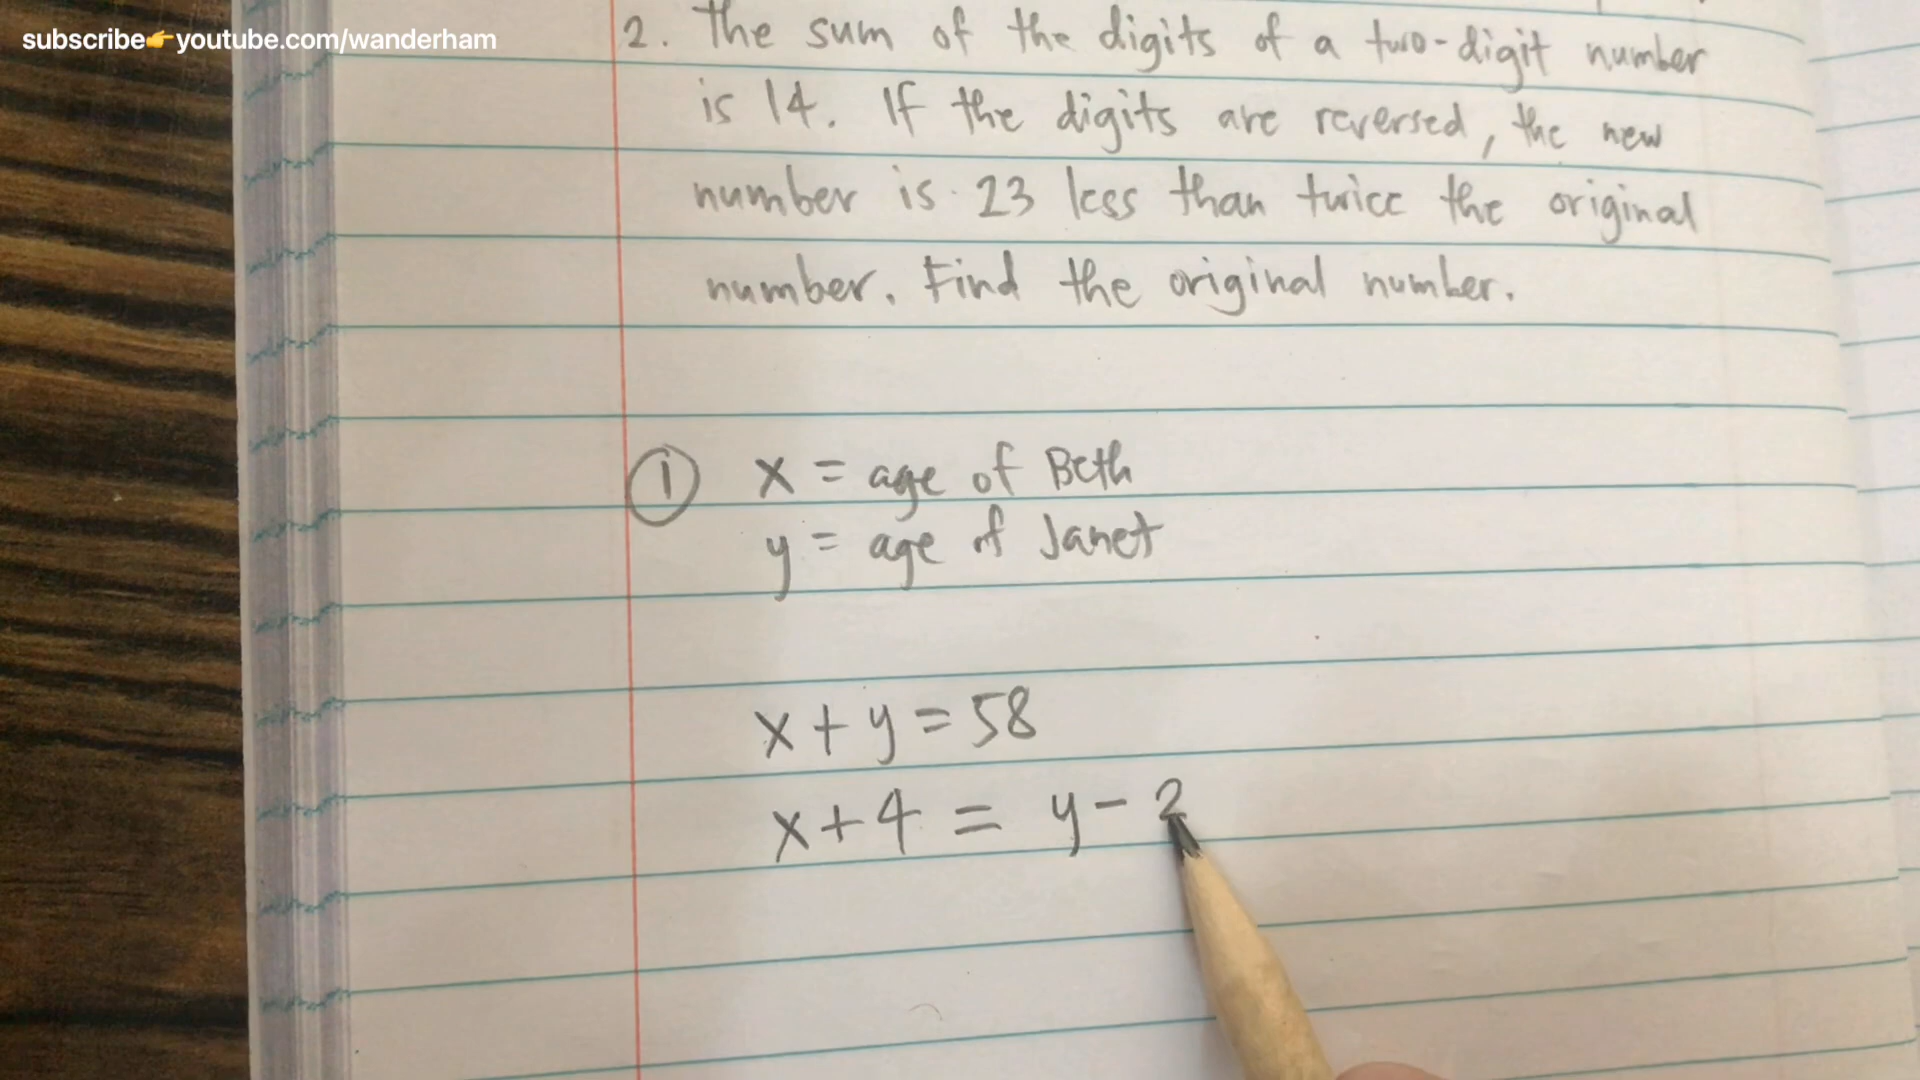 subscribe👉youtube.com/wanderham
2. The sum of the digits of a two-digit number
is 14. If the digits are reversed, the new
number is 23 less than twice the original
number. Find the original number.
① x = age of Beth
y = age of Janet
x + y = 58
x + 4 = y - 2